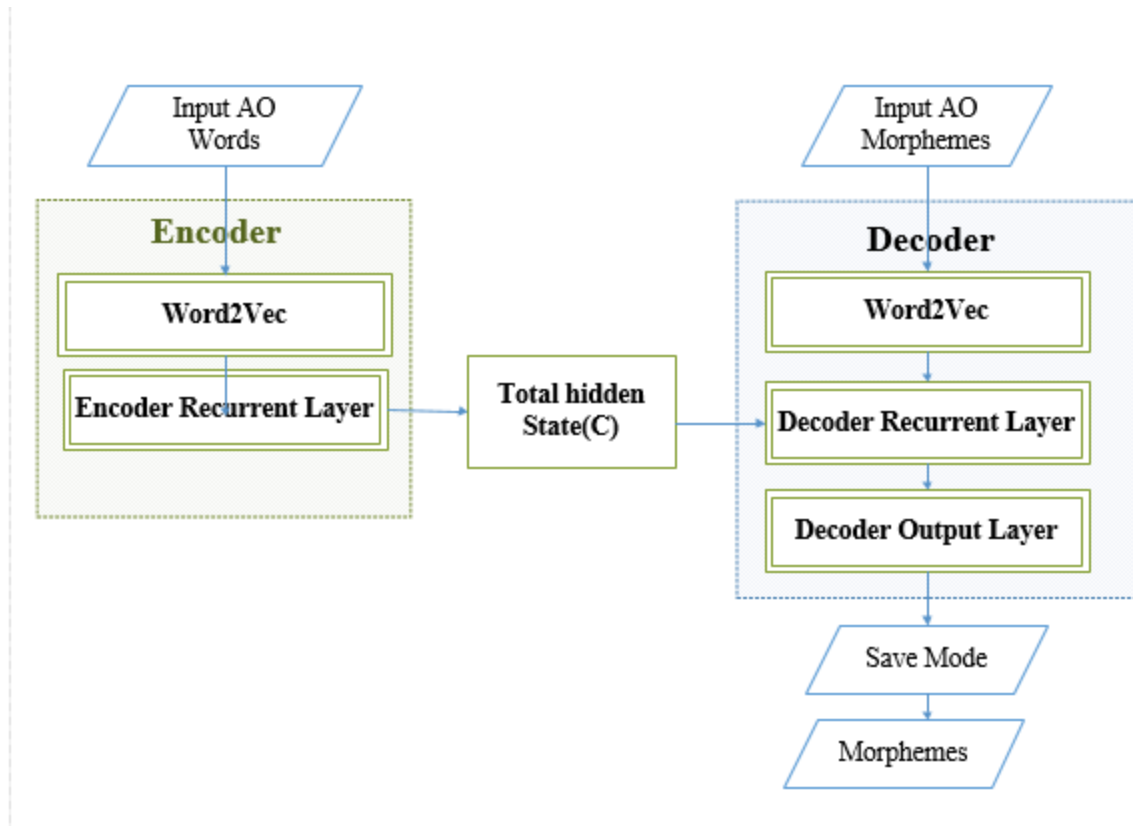 Input AO
Words
Encoder
Word2Vec
Encoder Recurrent Layer
Total hidden
State(C)
Input AO
Morphemes
Decoder
Word2Vec
Decoder Recurrent Layer
Decoder Output Layer
Save Mode
Morphemes